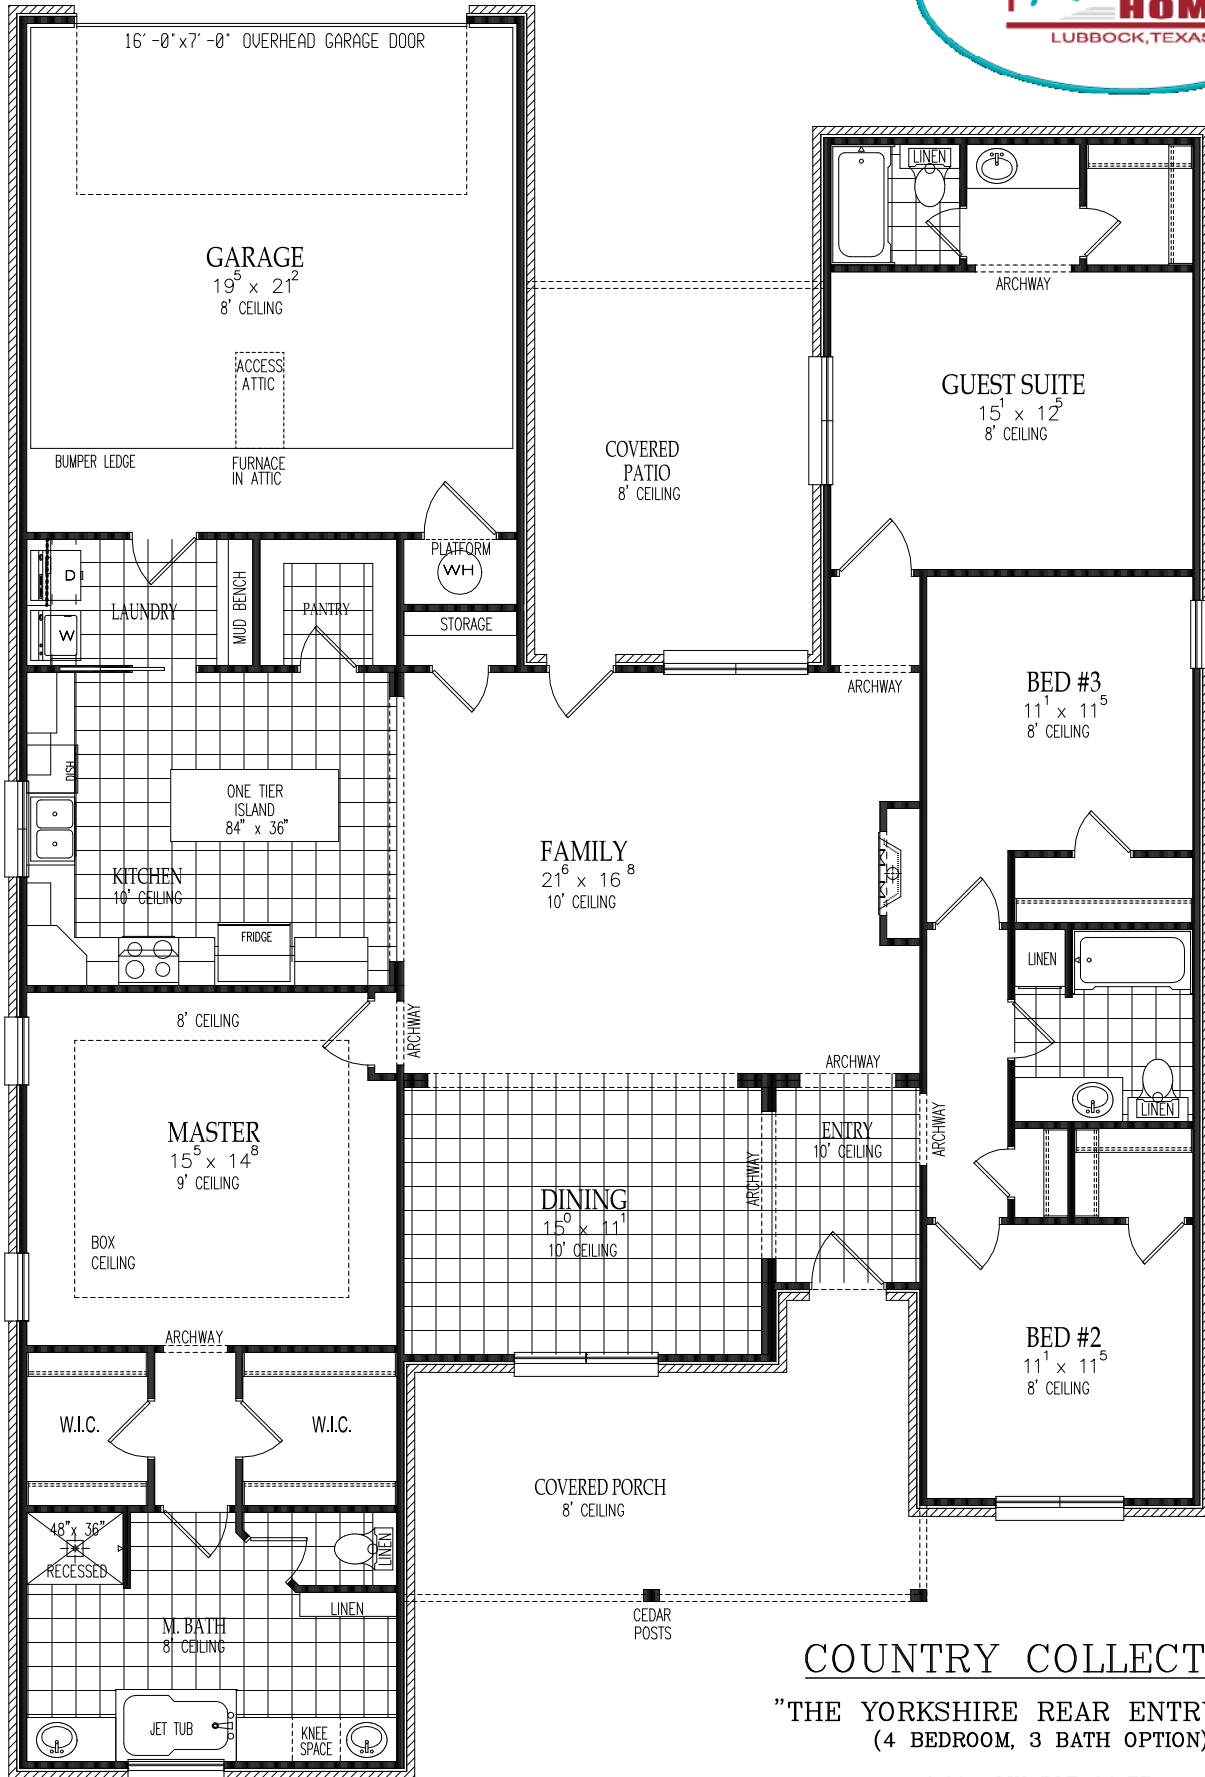 HOM
LUBBOCK, TEXAS
16'-0"x7'-0" OVERHEAD GARAGE DOOR
GARAGE
19⁵ x 21²
8' CEILING
ACCESS
ATTIC
BUMPER LEDGE
FURNACE
IN ATTIC
LINEN
ARCHWAY
GUEST SUITE
15¹ x 12⁵
8' CEILING
COVERED
PATIO
8' CEILING
PLATFORM
WH
D
W
LAUNDRY
MUD BENCH
PANTRY
STORAGE
ARCHWAY
BED #3
11¹ x 11⁵
8' CEILING
DISH
ONE TIER
ISLAND
84" x 36"
KITCHEN
10' CEILING
FRIDGE
FAMILY
21⁶ x 16⁸
10' CEILING
LINEN
8' CEILING
ARCHWAY
ARCHWAY
MASTER
15⁵ x 14⁸
9' CEILING
BOX
CEILING
ENTRY
10' CEILING
ARCHWAY
ARCHWAY
LINEN
DINING
15⁰ x 11¹
10' CEILING
ARCHWAY
BED #2
11¹ x 11⁵
8' CEILING
W.I.C.
W.I.C.
COVERED PORCH
8' CEILING
48"x 36"
RECESSED
LINEN
LINEN
M. BATH
8' CEILING
CEDAR
POSTS
JET TUB
KNEE
SPACE
COUNTRY COLLECT
"THE YORKSHIRE REAR ENTRY
(4 BEDROOM, 3 BATH OPTION)